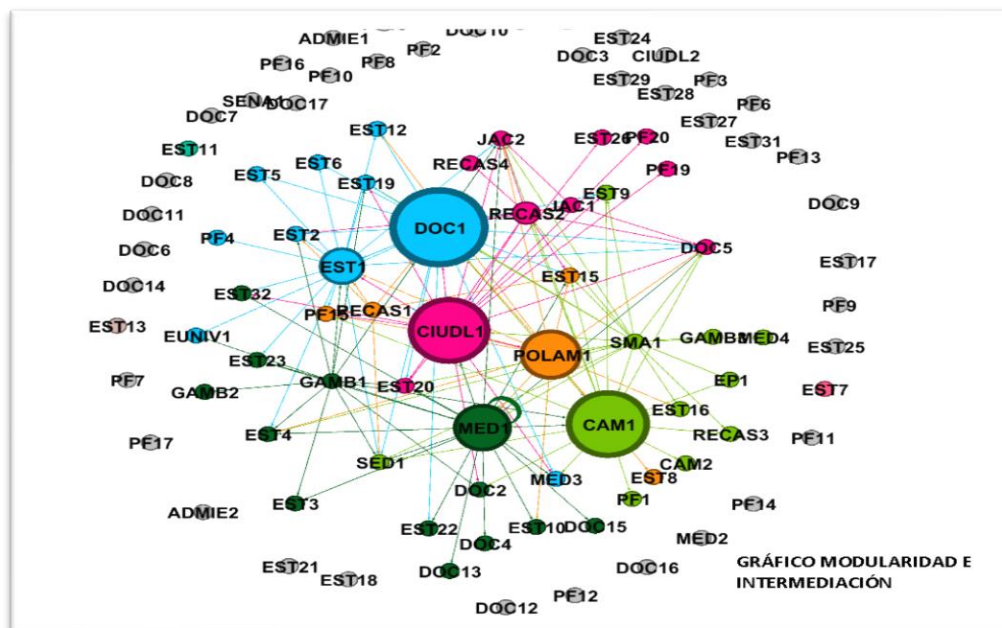 DOC10
EST24
ADMIE1
PF2
DOC3
CIUDL2
PF16
PF8
PF10
EST29
PF3
EST28
SENA1
DOC17
PF6
DOC7
EST27
EST12
EST31
EST11
JAC2
EST26
PF20
PF13
EST6
RECAS4
PF19
DOC8
EST5
EST19
EST9
DOC11
RECAS2
JAC1
DOC9
DOC1
PF4
EST2
DOC6
DOC5
EST1
EST17
DOC14
EST15
EST32
PF15
RECAS1
PF9
EST13
CIUDL1
EUNIV1
SMA1
GAMB3
MED4
EST25
POLAM1
EST23
PF7
GAMB1
EP1
GAMB2
EST20
EST7
EST16
CAM1
MED1
EST4
RECAS3
PF11
PF17
SED1
CAM2
MED3
EST8
DOC2
PF1
EST3
PF14
ADMIE2
EST22
EST10
DOC15
DOC4
MED2
EST21
DOC13
EST18
DOC16
GRÁFICO MODULARIDAD E
INTERMEDIACIÓN
PF12
DOC12